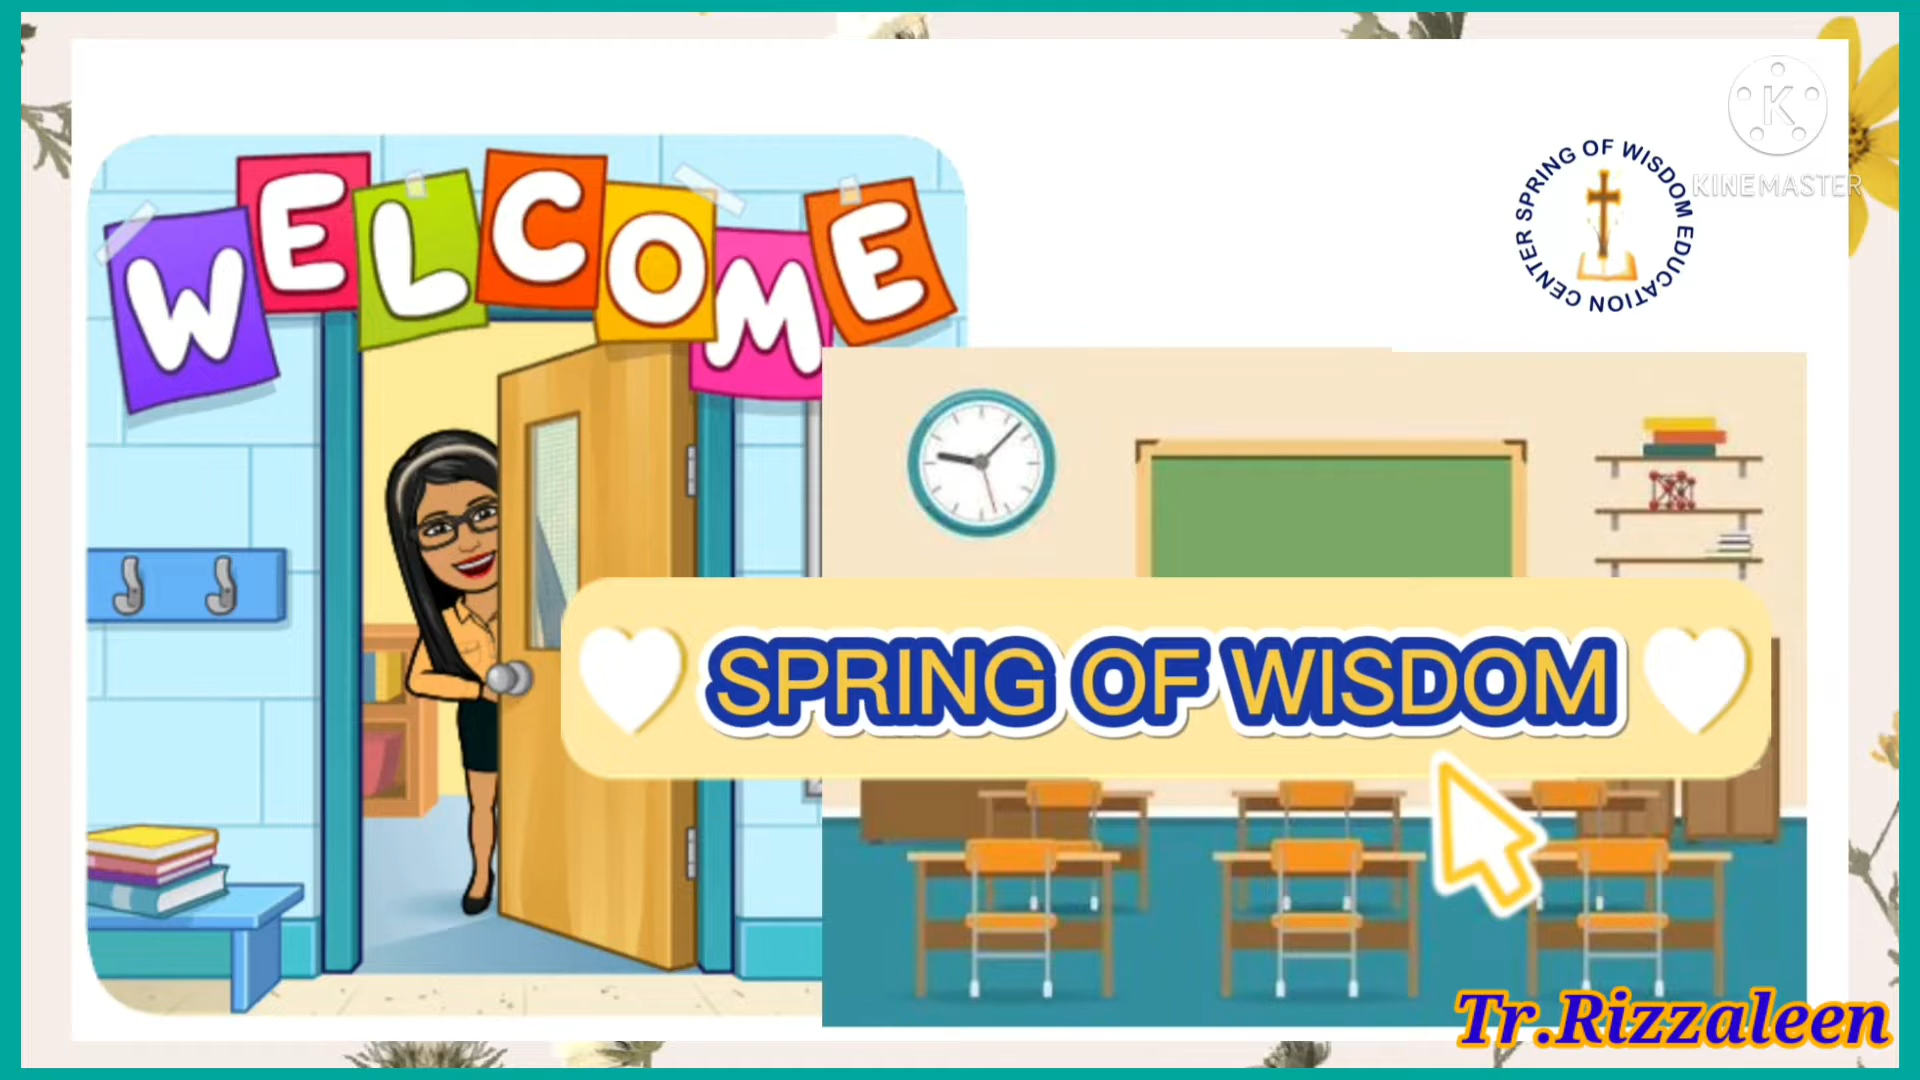 WELCOME
SPRING OF WISDOM EDUCATION CENTER
K
KINEMASTER
SPRING OF WISDOM
Tr.Rizzaleen